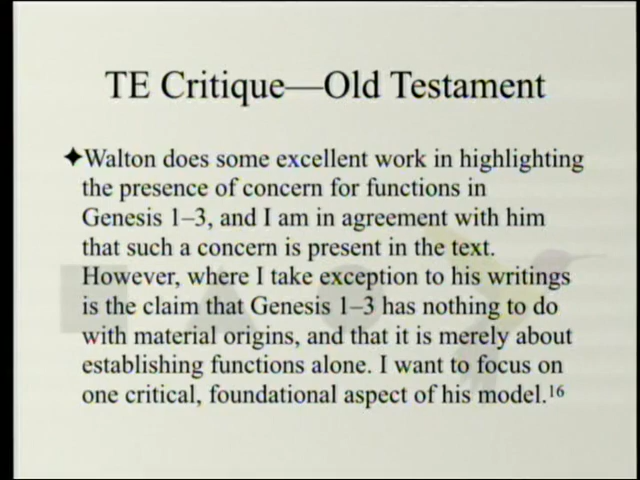 TE Critique—Old Testament
✦Walton does some excellent work in highlighting
the presence of concern for functions in
Genesis 1–3, and I am in agreement with him
that such a concern is present in the text.
However, where I take exception to his writings
is the claim that Genesis 1–3 has nothing to do
with material origins, and that it is merely about
establishing functions alone. I want to focus on
one critical, foundational aspect of his model.¹⁶